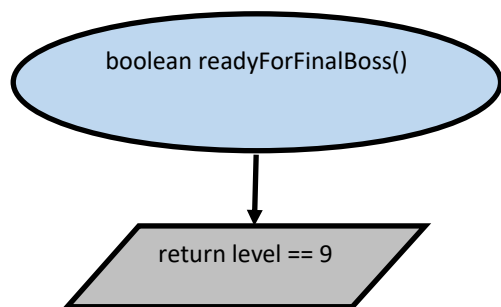 boolean readyForFinalBoss()
return level == 9